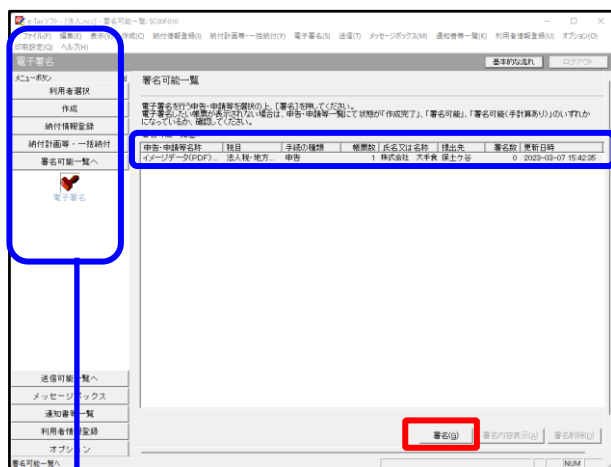 e-Taxソフト - [法人.ncc] - 署名可能一覧: SC00F010
ファイル(F) 編集(E) 表示(V) 作成(C) 納付情報登録(I) 納付計画等・一括納付(Y) 電子署名(S) 送信(T) メッセージボックス(M) 通知書等一覧(K) 利用者情報登録(U) オプション(O)
印刷設定(Q) ヘルプ(H)
電子署名 基本的な流れ ログアウト
メニューボタン
利用者選択
作成
納付情報登録
納付計画等・一括納付
署名可能一覧へ
電子署名
送信可能一覧へ
メッセージボックス
通知書等一覧
利用者情報登録
オプション
署名可能一覧
電子署名を行う申告・申請等を選択の上、[署名]を押してください。
電子署名したい帳票が表示されない場合は、申告・申請等一覧にて状態が「作成完了」、「署名可能」、「署名可能(手計算あり)」のいずれか
になっているか、確認してください。
申告・申請等名称 税目 手続の種類 帳票数 氏名又は名称 提出先 署名数 更新日時
イメージデータ(PDF)... 法人税・地方... 申告 1 株式会社 大手食 保土ケ谷 0 2023-03-07 15:42:35
署名(g) 署名内容表示(A) 署名削除(D)
署名可能一覧へ NUM